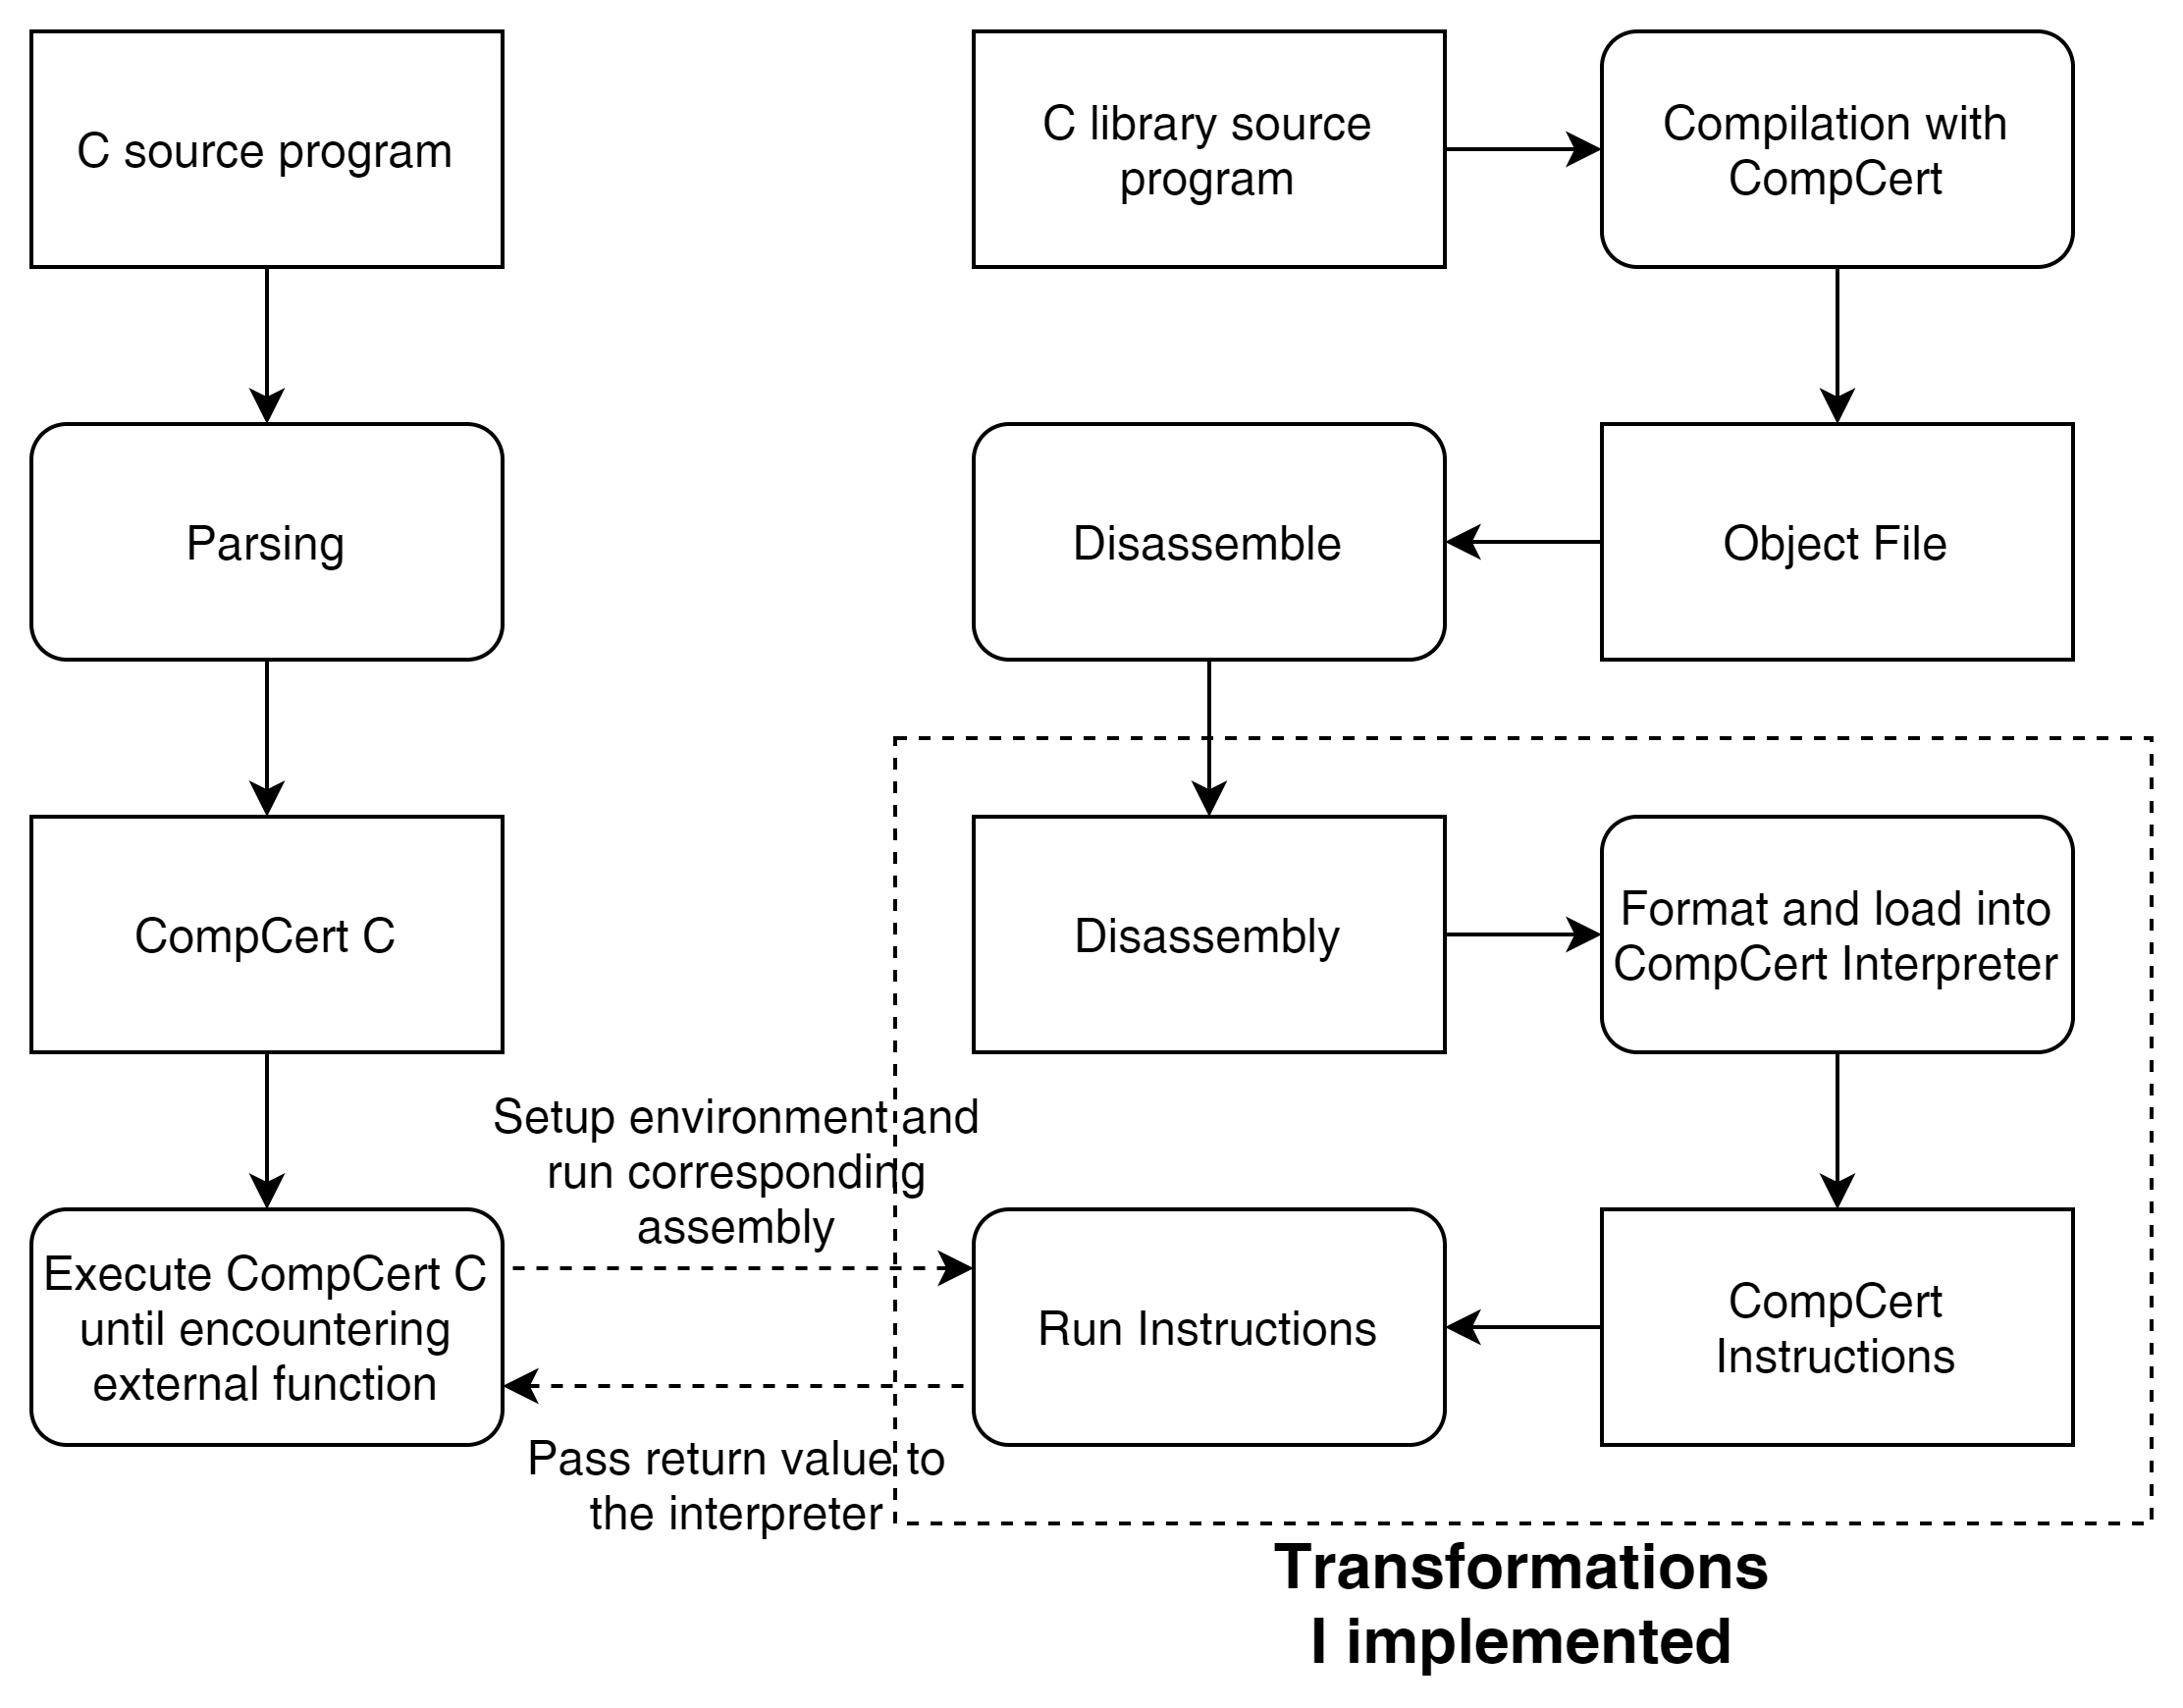 C source program
C library source
program
Compilation with
CompCert
Parsing
Disassemble
Object File
CompCert C
Disassembly
Format and load into
CompCert Interpreter
Setup environment and
run corresponding
assembly
Execute CompCert C
until encountering
external function
Run Instructions
CompCert
Instructions
Pass return value to
the interpreter
Transformations
I implemented